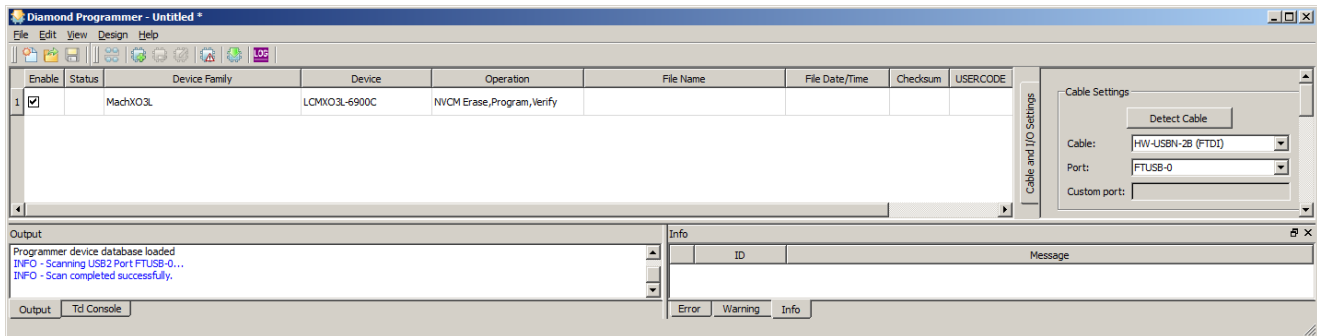 Diamond Programmer - Untitled *
File Edit View Design Help
LOG
Enable Status Device Family Device Operation File Name File Date/Time Checksum USERCODE
1 MachXO3L LCMXO3L-6900C NVCM Erase,Program,Verify
Cable and I/O Settings
Cable Settings
Detect Cable
Cable: HW-USBN-2B (FTDI)
Port: FTUSB-0
Custom port:
Output
Programmer device database loaded
INFO - Scanning USB2 Port FTUSB-0...
INFO - Scan completed successfully.
Output Tcl Console
Info
ID Message
Error Warning Info